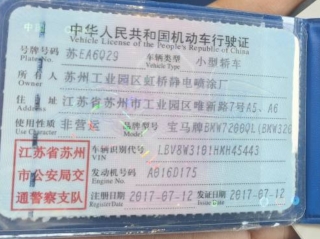 中华人民共和国机动车行驶证
Vehicle License of the People's Republic of China
号牌号码 苏EA6Q29 车辆类型 小型轿车
Plate No. Vehicle Type
所有人 苏州工业园区虹桥静电喷涂厂
Owner
住址 江苏省苏州市工业园区唯新路7号A5、A6
Address
使用性质 非营运 品牌型号 宝马牌BMW7200QL(BMW320
Use Character Model
江苏省苏州
市公安局交
通警察支队
车辆识别代号 LBV8W3101HMH45443
VIN
发动机号码 A0160175
Engine No.
注册日期 2017-07-12 发证日期 2017-07-12
Register Date Issue Date